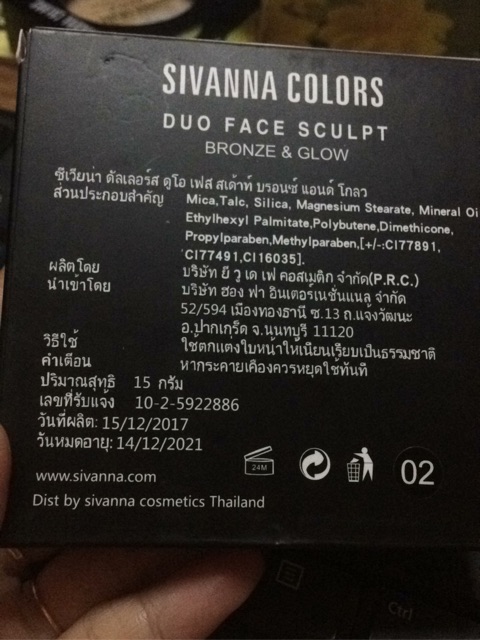 SIVANNA COLORS
DUO FACE SCULPT
BRONZE & GLOW
ซีเวียน่า คัลเลอร์ส ดูโอ เฟส สเด้าท์ บรอนซ์ แอนด์ โกลว
ส่วนประกอบสำคัญ Mica,Talc, Silica, Magnesium Stearate, Mineral Oi
Ethylhexyl Palmitate,Polybutene,Dimethicone,
Propylparaben,Methylparaben,[+/-:CI77891,
CI77491,CI16035].
ผลิตโดย บริษัท ยี วู เด เฟ คอสเมติก จำกัด(P.R.C.)
นำเข้าโดย บริษัท ฮอง ฟา อินเตอร์เนชั่นแนล จำกัด
52/594 เมืองทองธานี ซ.13 ถ.แจ้งวัฒนะ
อ.ปากเกร็ด จ.นนทบุรี 11120
วิธีใช้ ใช้ตกแต่งใบหน้าให้เนียนเรียบเป็นธรรมชาติ
คำเตือน หากระคายเคืองควรหยุดใช้ทันที
ปริมาณสุทธิ 15 กรัม
เลขที่รับแจ้ง 10-2-5922886
วันที่ผลิต: 15/12/2017
วันหมดอายุ: 14/12/2021
24M
02
www.sivanna.com
Dist by sivanna cosmetics Thailand
Ctrl